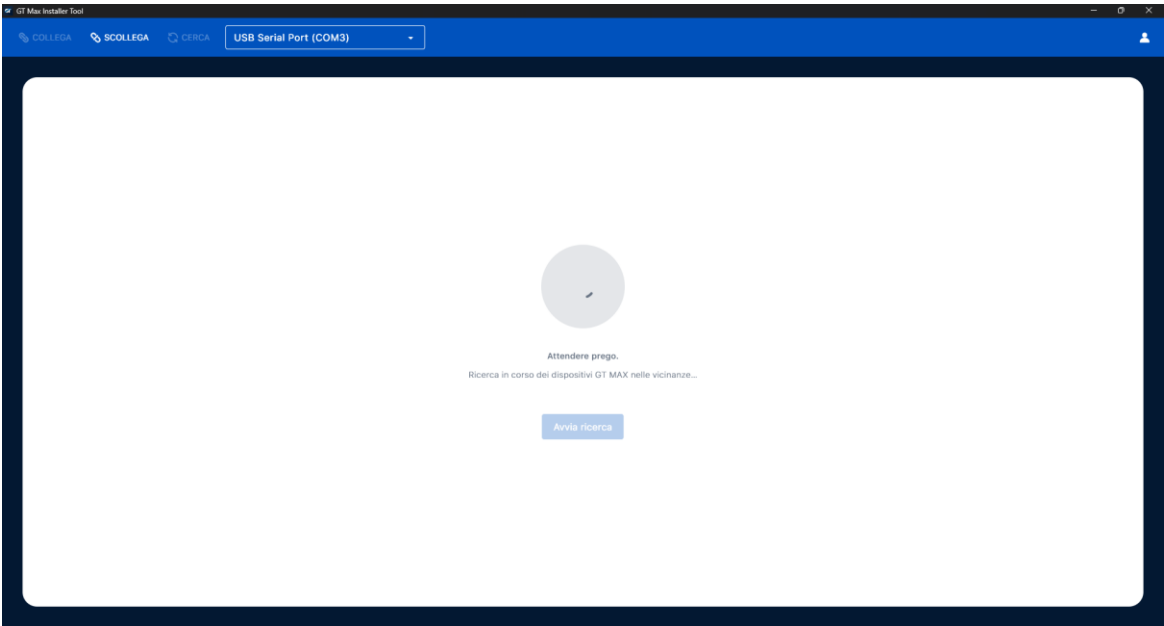 GT Max Installer Tool
COLLEGA SCOLLEGA CERCA USB Serial Port (COM3)
Attendere prego.
Ricerca in corso dei dispositivi GT MAX nelle vicinanze...
Avvia ricerca